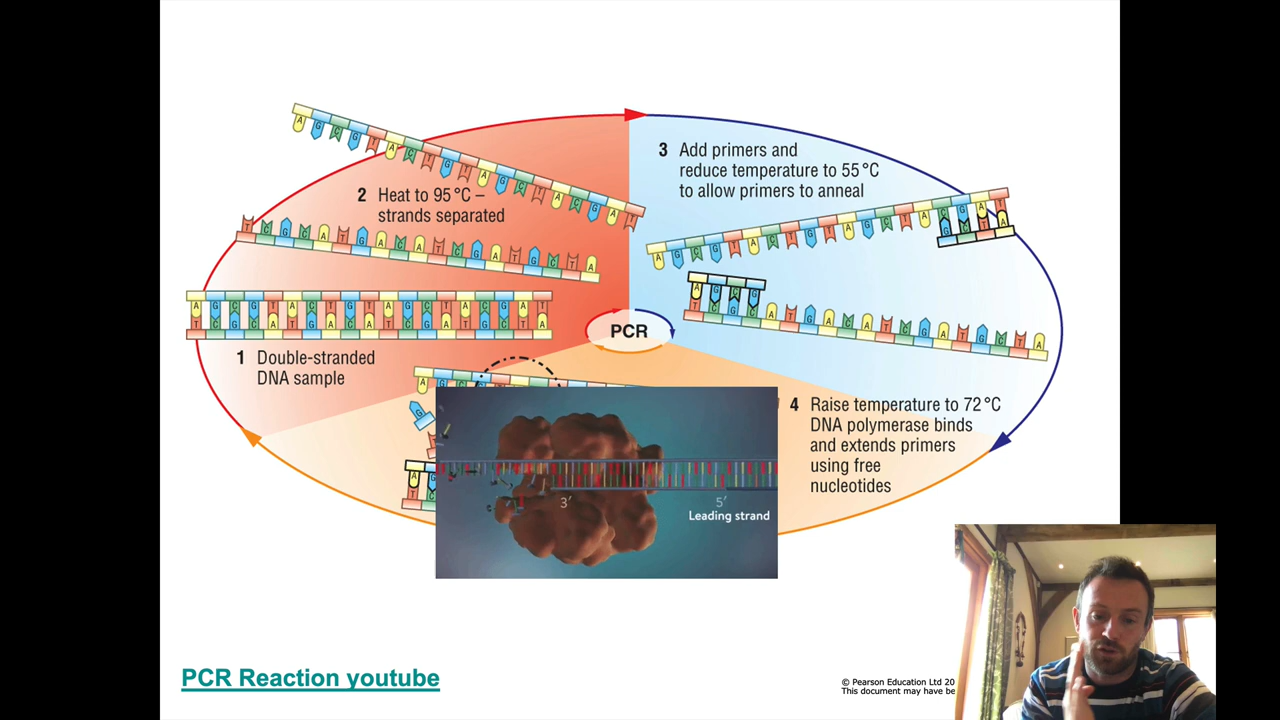 2 Heat to 95 °C –
strands separated
3 Add primers and
reduce temperature to 55 °C
to allow primers to anneal
1 Double-stranded
DNA sample
PCR
4 Raise temperature to 72 °C
DNA polymerase binds
and extends primers
using free
nucleotides
3′ 5′
Leading strand
PCR Reaction youtube
© Pearson Education Ltd 20
This document may have be